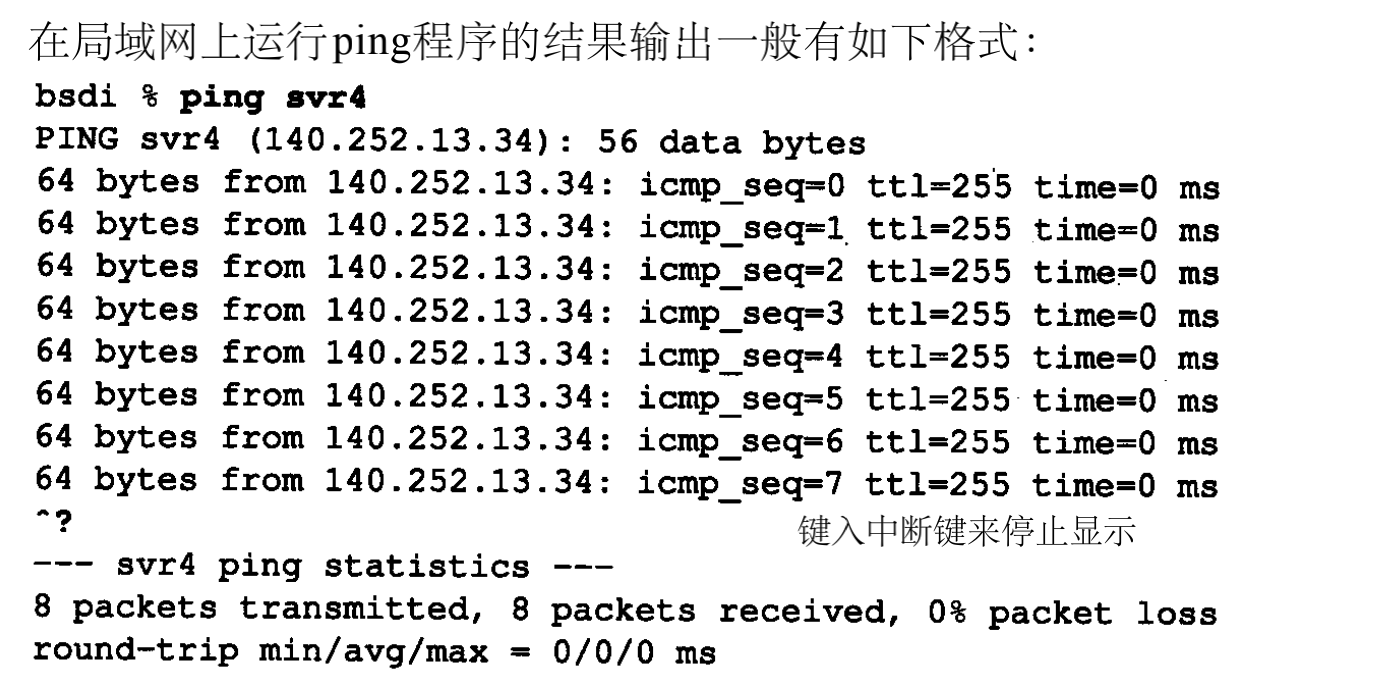 在局域网上运行ping程序的结果输出一般有如下格式：
bsdi % ping svr4
PING svr4 (140.252.13.34): 56 data bytes
64 bytes from 140.252.13.34: icmp_seq=0 ttl=255 time=0 ms
64 bytes from 140.252.13.34: icmp_seq=1 ttl=255 time=0 ms
64 bytes from 140.252.13.34: icmp_seq=2 ttl=255 time=0 ms
64 bytes from 140.252.13.34: icmp_seq=3 ttl=255 time=0 ms
64 bytes from 140.252.13.34: icmp_seq=4 ttl=255 time=0 ms
64 bytes from 140.252.13.34: icmp_seq=5 ttl=255 time=0 ms
64 bytes from 140.252.13.34: icmp_seq=6 ttl=255 time=0 ms
64 bytes from 140.252.13.34: icmp_seq=7 ttl=255 time=0 ms
^? 键入中断键来停止显示
--- svr4 ping statistics ---
8 packets transmitted, 8 packets received, 0% packet loss
round-trip min/avg/max = 0/0/0 ms